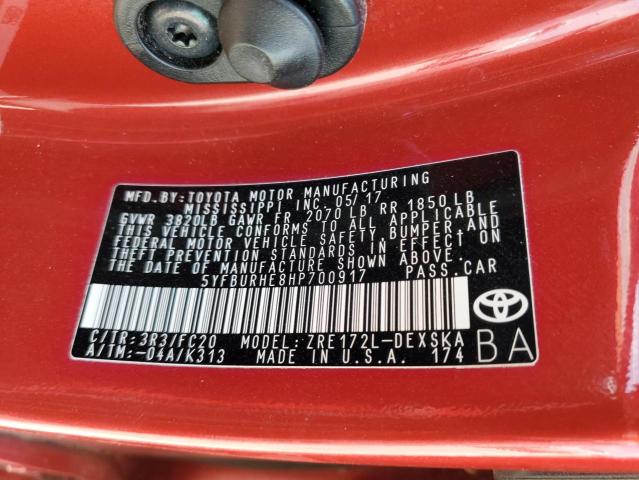 MFD. BY: TOYOTA MOTOR MANUFACTURING
MISSISSIPPI INC. 05/17
GVWR 3820LB GAWR FR 2070 LB RR 1850 LB
THIS VEHICLE CONFORMS TO ALL APPLICABLE
FEDERAL MOTOR VEHICLE SAFETY, BUMPER, AND
THEFT PREVENTION STANDARDS IN EFFECT ON
THE DATE OF MANUFACTURE SHOWN ABOVE.
5YFBURHE8HP700917 PASS.CAR
C/TR:3R3/FC20 MODEL: ZRE172L-DEXSKA
A/TM:-04A/K313 MADE IN U.S.A. 174
BA